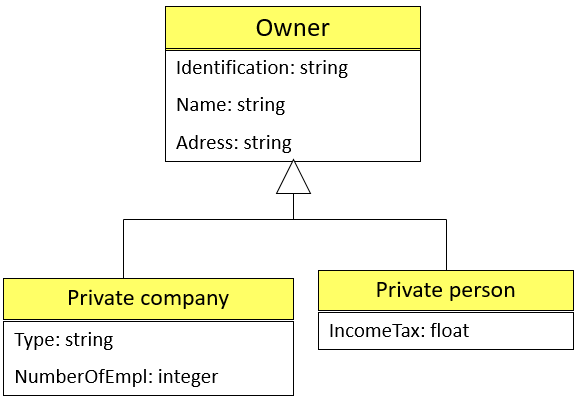 Owner
Identification: string
Name: string
Adress: string
Private company
Type: string
NumberOfEmpl: integer
Private person
IncomeTax: float